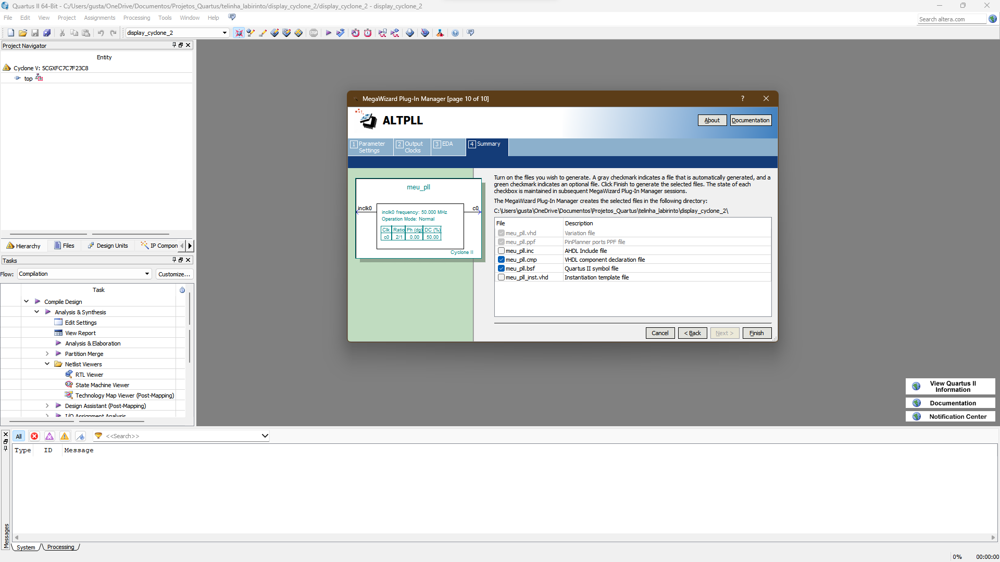 Quartus II 64-Bit - C:/Users/gusta/OneDrive/Documentos/Projetos_Quartus/telinha_labirinto/display_cyclone_2/display_cyclone_2 - display_cyclone_2
File Edit View Project Assignments Processing Tools Window Help
Search altera.com
display_cyclone_2
STOP
Project Navigator
Entity
Cyclone V: 5CGXFC7C7F23C8
top
Hierarchy Files Design Units IP Compon
Tasks
Flow: Compilation Customize...
Task
Compile Design
Analysis & Synthesis
Edit Settings
View Report
Analysis & Elaboration
Partition Merge
Netlist Viewers
RTL Viewer
State Machine Viewer
Technology Map Viewer (Post-Mapping)
Design Assistant (Post-Mapping)
I/O Assignment Analysis
MegaWizard Plug-In Manager [page 10 of 10]
?
ALTPLL
About Documentation
1 Parameter Settings
2 Output Clocks
3 EDA
4 Summary
meu_pll
inclk0
c0
inclk0 frequency: 50.000 MHz
Operation Mode: Normal
Clk Ratio Ph (dg) DC (%)
c0 2/1 0.00 50.00
Cyclone II
Turn on the files you wish to generate. A gray checkmark indicates a file that is automatically generated, and a
green checkmark indicates an optional file. Click Finish to generate the selected files. The state of each
checkbox is maintained in subsequent MegaWizard Plug-In Manager sessions.
The MegaWizard Plug-In Manager creates the selected files in the following directory:
C:\Users\gusta\OneDrive\Documentos\Projetos_Quartus\telinha_labirinto\display_cyclone_2\
File Description
meu_pll.vhd Variation file
meu_pll.ppf PinPlanner ports PPF file
meu_pll.inc AHDL Include file
meu_pll.cmp VHDL component declaration file
meu_pll.bsf Quartus II symbol file
meu_pll_inst.vhd Instantiation template file
Cancel < Back Next > Finish
View Quartus II
Information
Documentation
Notification Center
All <<Search>>
Type ID Message
Messages
System Processing
0% 00:00:00